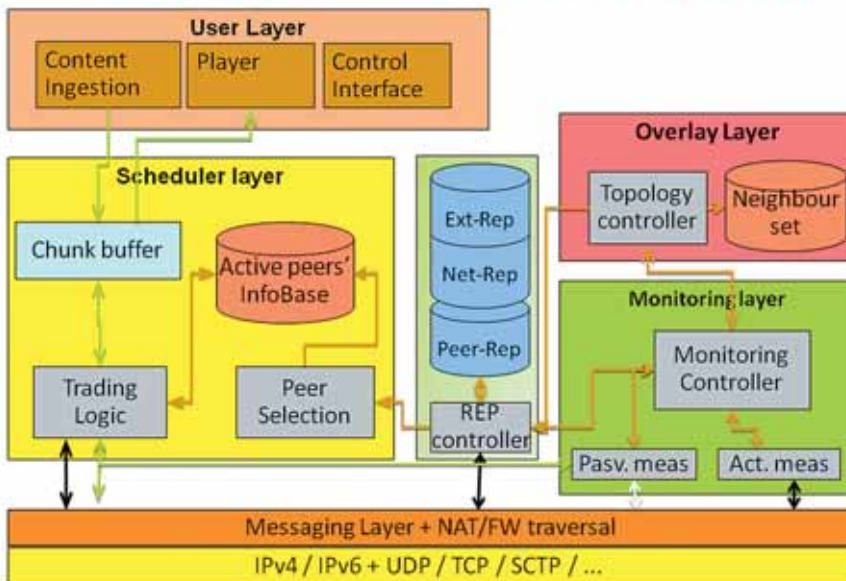 User Layer
Content
Ingestion
Player
Control
Interface
Overlay Layer
Topology
controller
Neighbour
set
Scheduler layer
Chunk buffer
Active peers'
InfoBase
Trading
Logic
Peer
Selection
Ext-Rep
Net-Rep
Peer-Rep
REP
controller
Monitoring layer
Monitoring
Controller
Pasv. meas
Act. meas
Messaging Layer + NAT/FW traversal
IPv4 / IPv6 + UDP / TCP / SCTP / ...